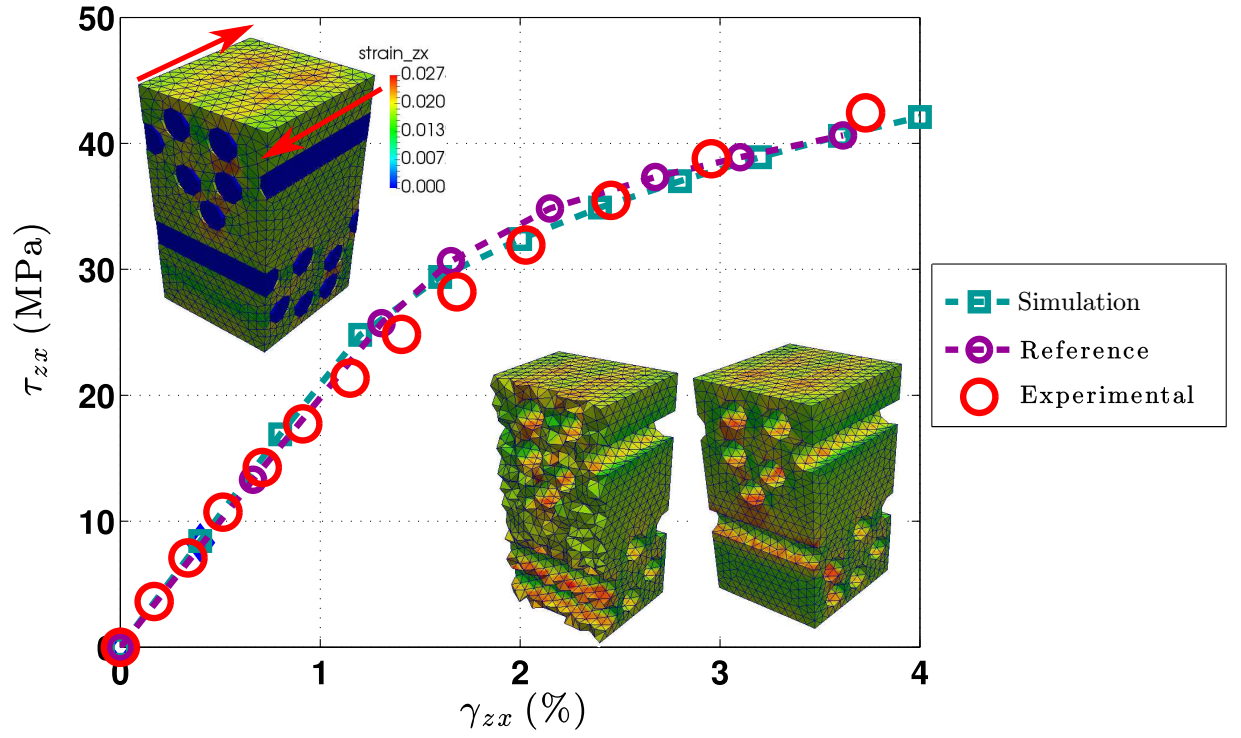 50
40
30
20
10
0
τzx (MPa)
0
1
2
3
4
γzx (%)
strain_zx
0.027
0.020
0.013
0.007
0.000
Simulation
Reference
Experimental